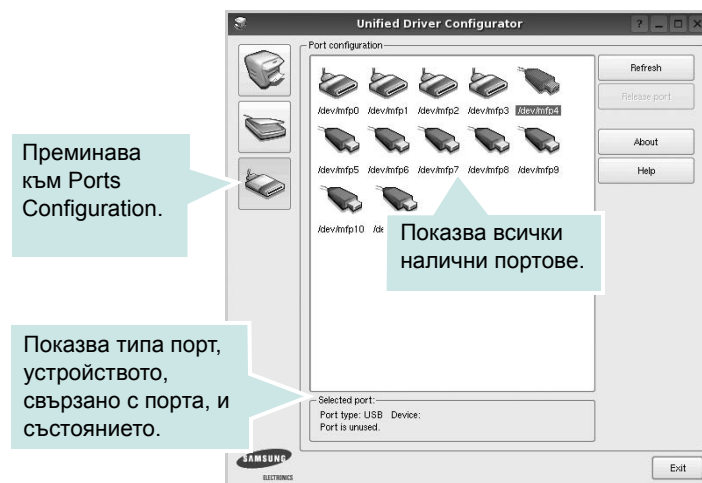 Unified Driver Configurator
Port configuration
/dev/mfp0 /dev/mfp1 /dev/mfp2 /dev/mfp3 /dev/mfp4
/dev/mfp5 /dev/mfp6 /dev/mfp7 /dev/mfp8 /dev/mfp9
/dev/mfp10
Refresh
Release port
About
Help
Преминава
към Ports
Configuration.
Показва всички
налични портове.
Показва типа порт,
устройството,
свързано с порта, и
състоянието.
Selected port:
Port type: USB Device:
Port is unused.
SAMSUNG
ELECTRONICS
Exit